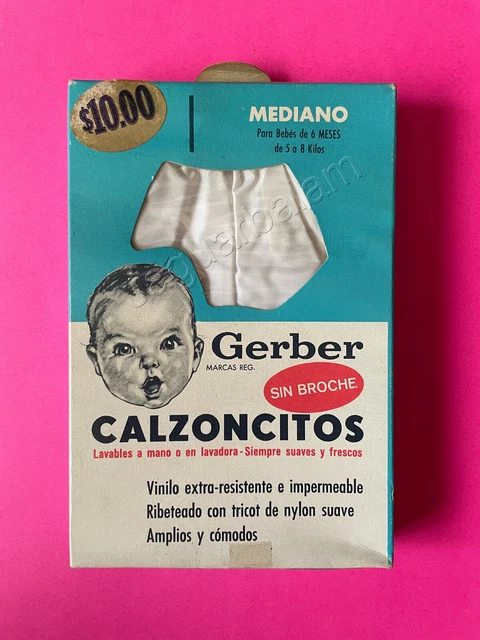 $10.00
MEDIANO
Para Bebés de 6 MESES
de 5 a 8 Kilos
Gerber
MARCAS REG.
SIN BROCHE
CALZONCITOS
Lavables a mano o en lavadora-Siempre suaves y frescos
Vinilo extra-resistente e impermeable
Ribeteado con tricot de nylon suave
Amplios y cómodos